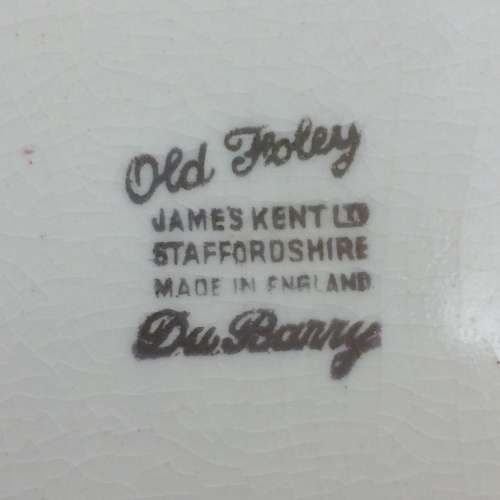 Old Foley
JAMES KENT LTD
STAFFORDSHIRE
MADE IN ENGLAND
Du Barry